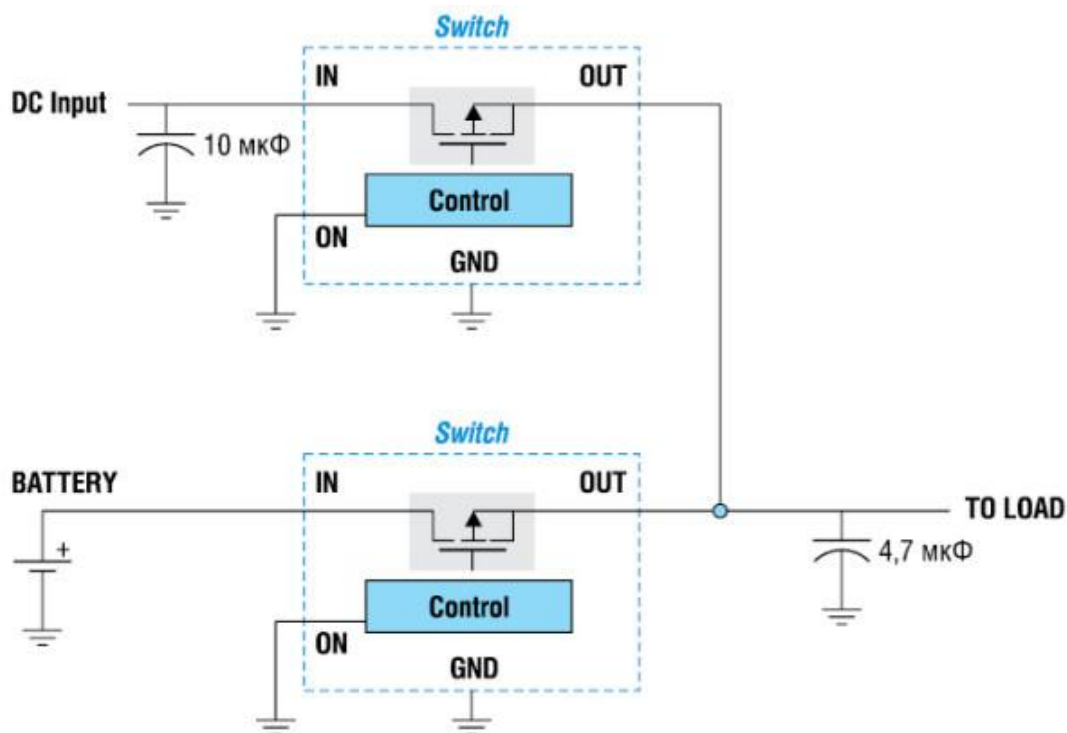 Switch
IN OUT
DC Input
10 мкФ
Control
ON
GND
Switch
BATTERY IN OUT
TO LOAD
+
4,7 мкФ
Control
ON
GND